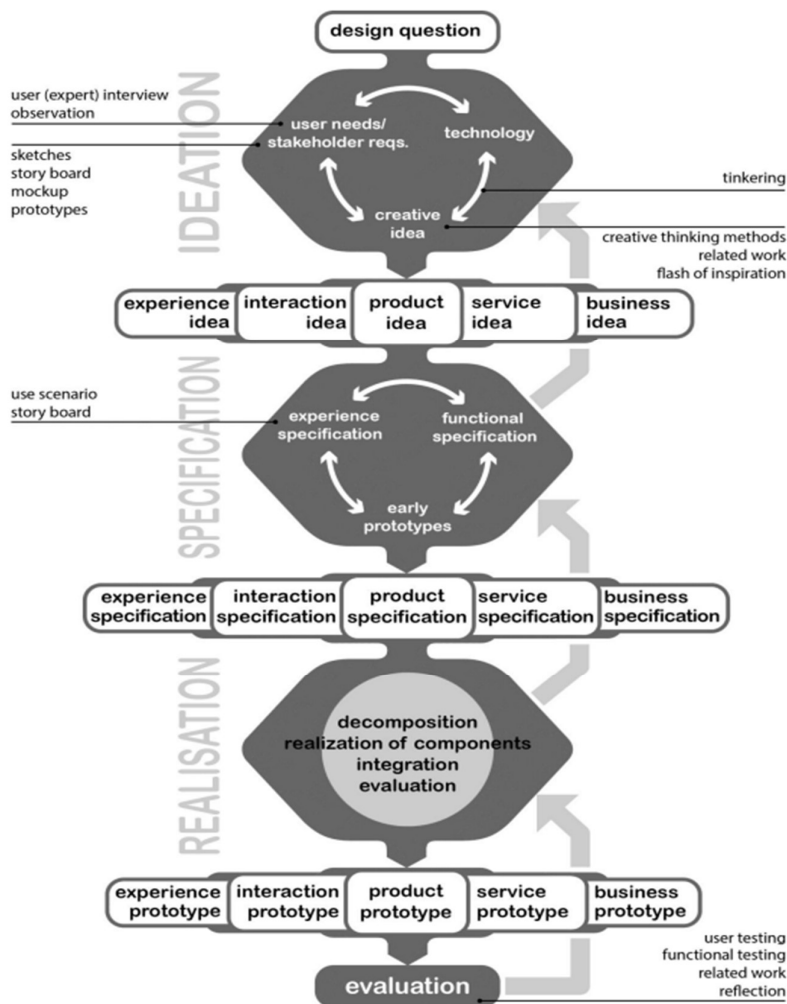 design question
IDEATION
user (expert) interview
observation
sketches
story board
mockup
prototypes
user needs/
stakeholder reqs.
technology
creative
idea
tinkering
creative thinking methods
related work
flash of inspiration
experience
idea
interaction
idea
product
idea
service
idea
business
idea
SPECIFICATION
use scenario
story board
experience
specification
functional
specification
early
prototypes
experience
specification
interaction
specification
product
specification
service
specification
business
specification
REALISATION
decomposition
realization of components
integration
evaluation
experience
prototype
interaction
prototype
product
prototype
service
prototype
business
prototype
evaluation
user testing
functional testing
related work
reflection